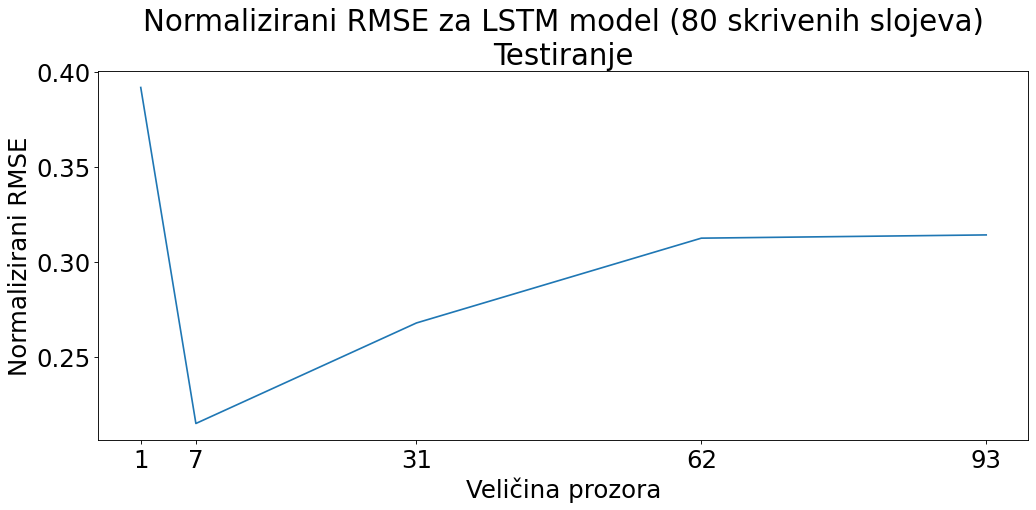 Normalizirani RMSE za LSTM model (80 skrivenih slojeva)
Testiranje
Normalizirani RMSE
0.40
0.35
0.30
0.25
1 7 31 62 93
Veličina prozora